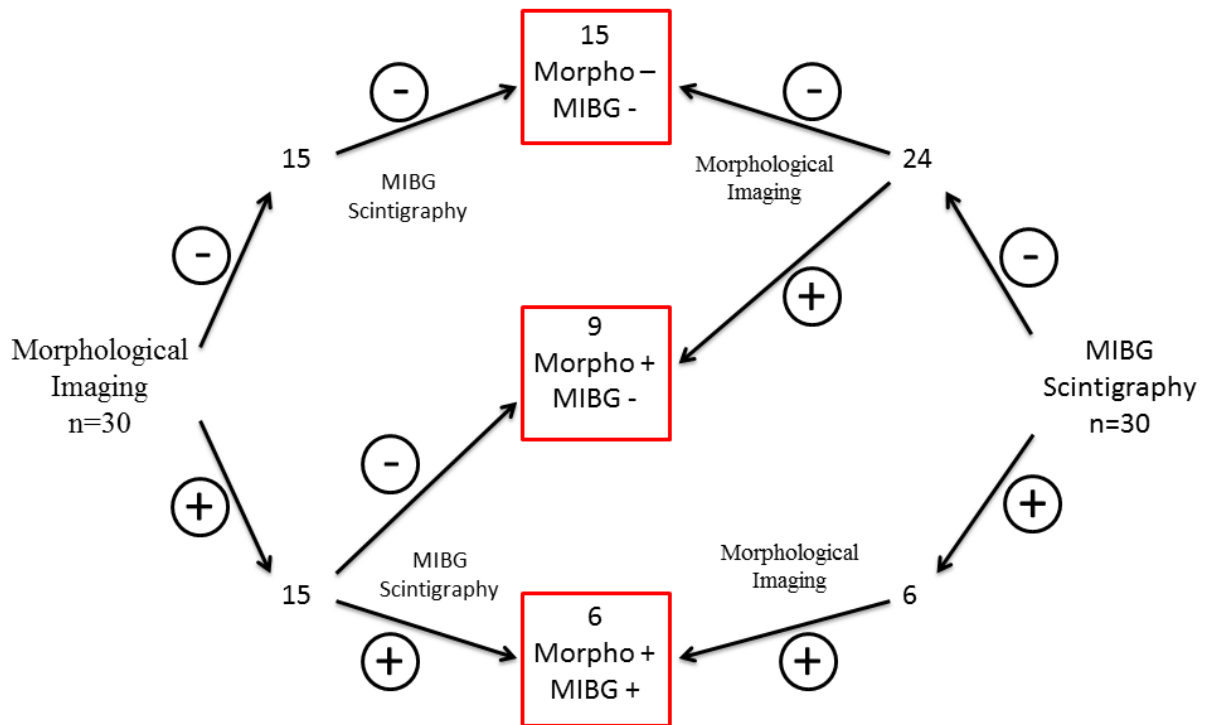 15
Morpho –
MIBG -
-
-
15
MIBG
Scintigraphy
Morphological
Imaging
24
-
-
+
Morphological
Imaging
n=30
9
Morpho +
MIBG -
MIBG
Scintigraphy
n=30
-
+
+
15
MIBG
Scintigraphy
Morphological
Imaging
6
6
Morpho +
MIBG +
+
+